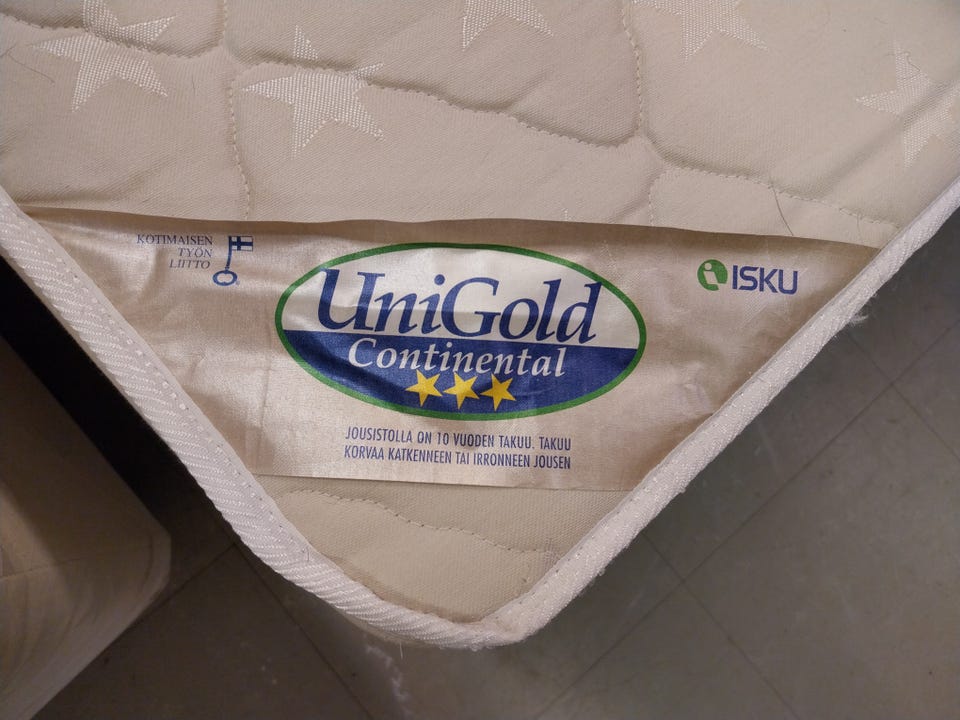 KOTIMAISEN
TYÖN
LIITTO
UniGold
Continental
ISKU
JOUSISTOLLA ON 10 VUODEN TAKUU. TAKUU
KORVAA KATKENNEEN TAI IRRONNEEN JOUSEN